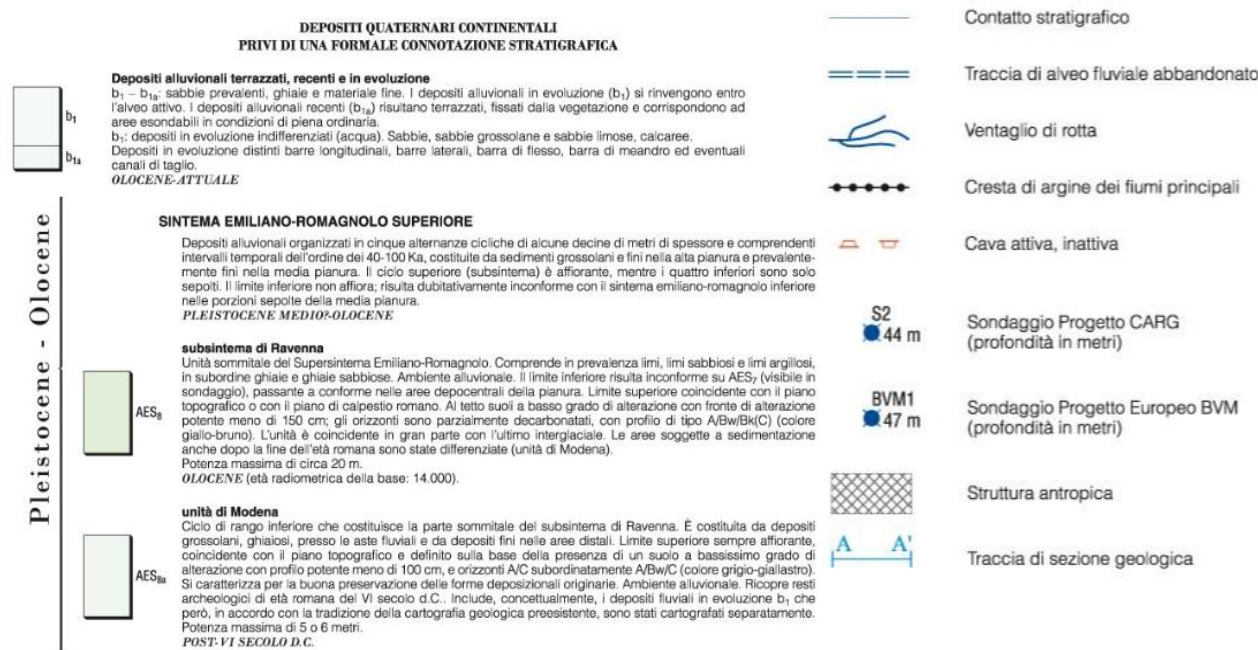 DEPOSITI QUATERNARI CONTINENTALI
PRIVI DI UNA FORMALE CONNOTAZIONE STRATIGRAFICA
b1
b1a
Depositi alluvionali terrazzati, recenti e in evoluzione
b1 – b1a: sabbie prevalenti, ghiaie e materiale fine. I depositi alluvionali in evoluzione (b1) si rinvengono entro
l'alveo attivo. I depositi alluvionali recenti (b1a) risultano terrazzati, fissati dalla vegetazione e corrispondono ad
aree esondabili in condizioni di piena ordinaria.
b1: depositi in evoluzione indifferenziati (acqua). Sabbie, sabbie grossolane e sabbie limose, calcaree.
Depositi in evoluzione distinti barre longitudinali, barre laterali, barra di flesso, barra di meandro ed eventuali
canali di taglio.
OLOCENE-ATTUALE
Pleistocene - Olocene
SINTEMA EMILIANO-ROMAGNOLO SUPERIORE
Depositi alluvionali organizzati in cinque alternanze cicliche di alcune decine di metri di spessore e comprendenti
intervalli temporali dell'ordine dei 40-100 Ka, costituite da sedimenti grossolani e fini nella alta pianura e prevalente-
mente fini nella media pianura. Il ciclo superiore (subsintema) è affiorante, mentre i quattro inferiori sono solo
sepolti. Il limite inferiore non affiora; risulta dubitativamente inconforme con il sintema emiliano-romagnolo inferiore
nelle porzioni sepolte della media pianura.
PLEISTOCENE MEDIO?-OLOCENE
AES8
subsintema di Ravenna
Unità sommitale del Supersintema Emiliano-Romagnolo. Comprende in prevalenza limi, limi sabbiosi e limi argillosi,
in subordine ghiaie e ghiaie sabbiose. Ambiente alluvionale. Il limite inferiore risulta inconforme su AES7 (visibile in
sondaggio), passante a conforme nelle aree depocentrali della pianura. Limite superiore coincidente con il piano
topografico o con il piano di calpestio romano. Al tetto suoli a basso grado di alterazione con fronte di alterazione
potente meno di 150 cm; gli orizzonti sono parzialmente decarbonatati, con profilo di tipo A/Bw/Bk(C) (colore
giallo-bruno). L'unità è coincidente in gran parte con l'ultimo interglaciale. Le aree soggette a sedimentazione
anche dopo la fine dell'età romana sono state differenziate (unità di Modena).
Potenza massima di circa 20 m.
OLOCENE (età radiometrica della base: 14.000).
AES8a
unità di Modena
Ciclo di rango inferiore che costituisce la parte sommitale del subsintema di Ravenna. È costituita da depositi
grossolani, ghiaiosi, presso le aste fluviali e da depositi fini nelle aree distali. Limite superiore sempre affiorante,
coincidente con il piano topografico e definito sulla base della presenza di un suolo a bassissimo grado di
alterazione con profilo potente meno di 100 cm, e orizzonti A/C subordinatamente A/Bw/C (colore grigio-giallastro).
Si caratterizza per la buona preservazione delle forme deposizionali originarie. Ambiente alluvionale. Ricopre resti
archeologici di età romana del VI secolo d.C.. Include, concettualmente, i depositi fluviali in evoluzione b1 che
però, in accordo con la tradizione della cartografia geologica preesistente, sono stati cartografati separatamente.
Potenza massima di 5 o 6 metri.
POST-VI SECOLO D.C.
Contatto stratigrafico
Traccia di alveo fluviale abbandonato
Ventaglio di rotta
Cresta di argine dei fiumi principali
Cava attiva, inattiva
S2
44 m
Sondaggio Progetto CARG
(profondità in metri)
BVM1
47 m
Sondaggio Progetto Europeo BVM
(profondità in metri)
Struttura antropica
A A'
Traccia di sezione geologica